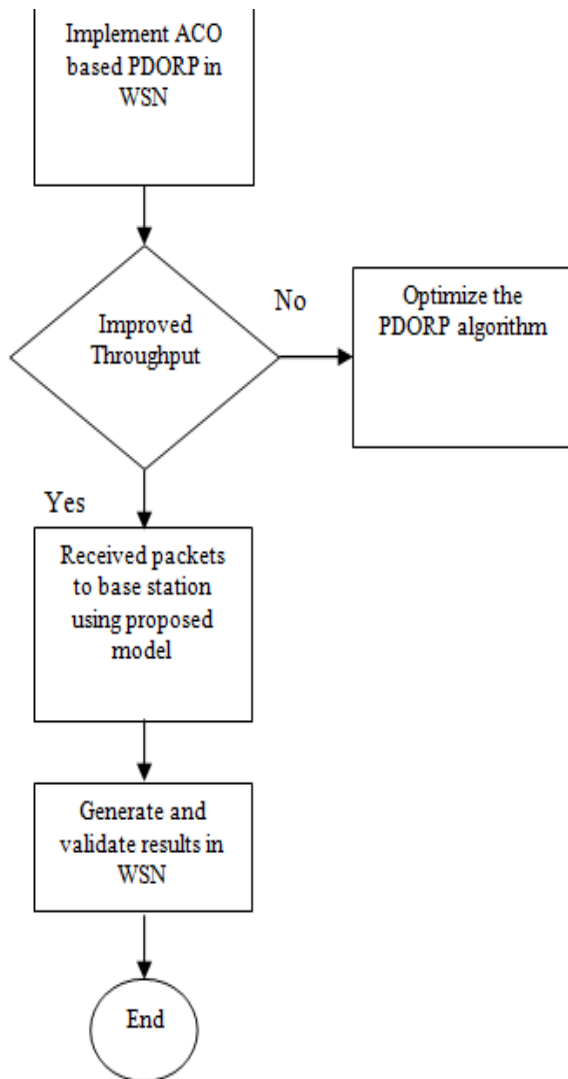 Implement ACO
based PDORP in
WSN
Improved
Throughput
No
Optimize the
PDORP algorithm
Yes
Received packets
to base station
using proposed
model
Generate and
validate results in
WSN
End